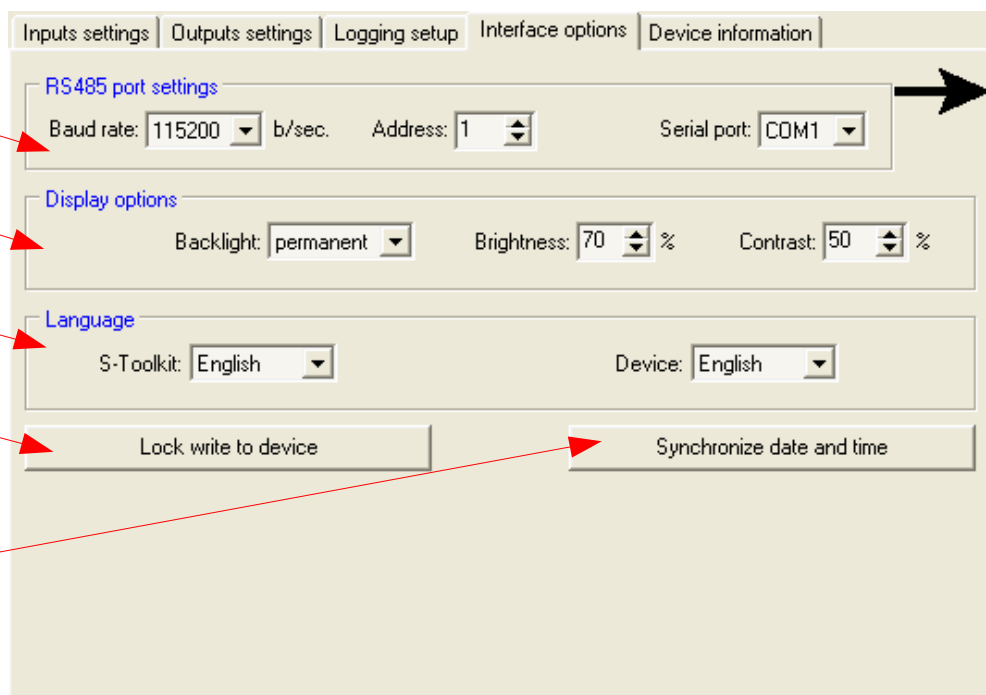 Inputs settings Outputs settings Logging setup Interface options Device information
RS485 port settings
Baud rate: 115200 b/sec. Address: 1 Serial port: COM1
Display options
Backlight: permanent Brightness: 70 % Contrast: 50 %
Language
S-Toolkit: English Device: English
Lock write to device Synchronize date and time